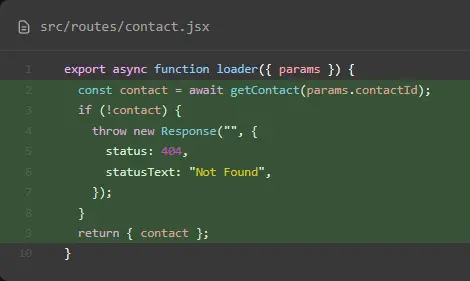 src/routes/contact.jsx
1 export async function loader({ params }) {
2 const contact = await getContact(params.contactId);
3 if (!contact) {
4 throw new Response("", {
5 status: 404,
6 statusText: "Not Found",
7 });
8 }
9 return { contact };
10 }